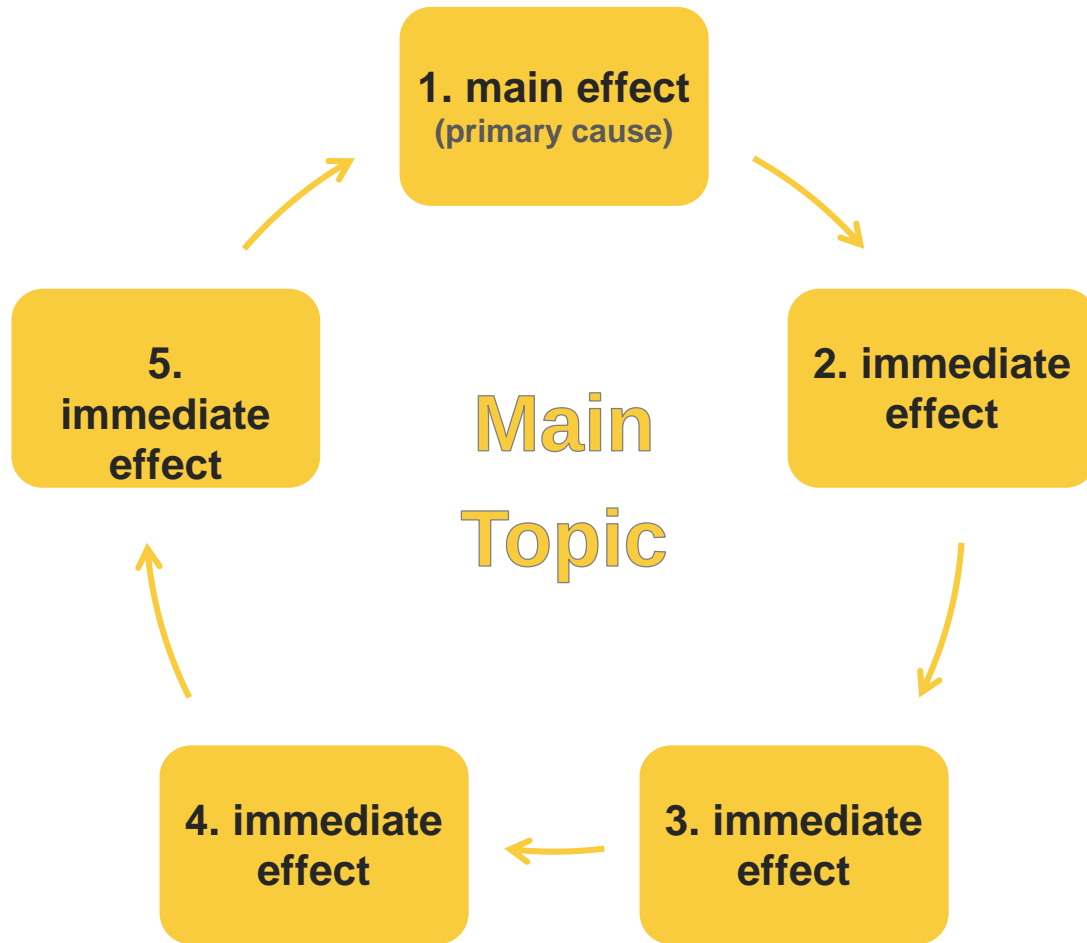 1. main effect
(primary cause)
2. immediate
effect
3. immediate
effect
4. immediate
effect
5.
immediate
effect
Main
Topic